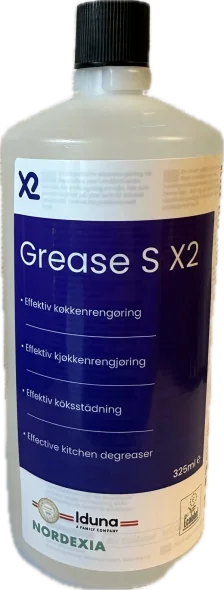 X2
Grease S X2
• Effektiv køkkenrengøring
• Effektiv kjøkkenrengjøring
• Effektiv köksstädning
• Effective kitchen degreaser
325ml e
Iduna
A FAMILY COMPANY
NORDEXIA